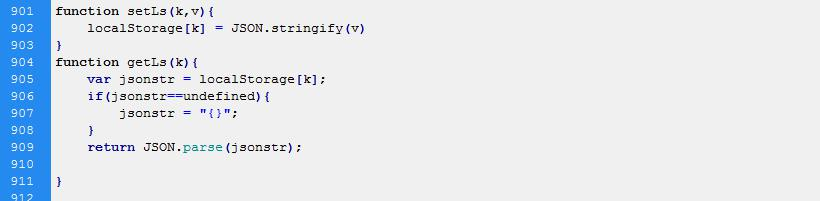 901 function setLs(k,v){
902     localStorage[k] = JSON.stringify(v)
903 }
904 function getLs(k){
905     var jsonstr = localStorage[k];
906     if(jsonstr==undefined){
907         jsonstr = "{}";
908     }
909     return JSON.parse(jsonstr);
910
911 }
912